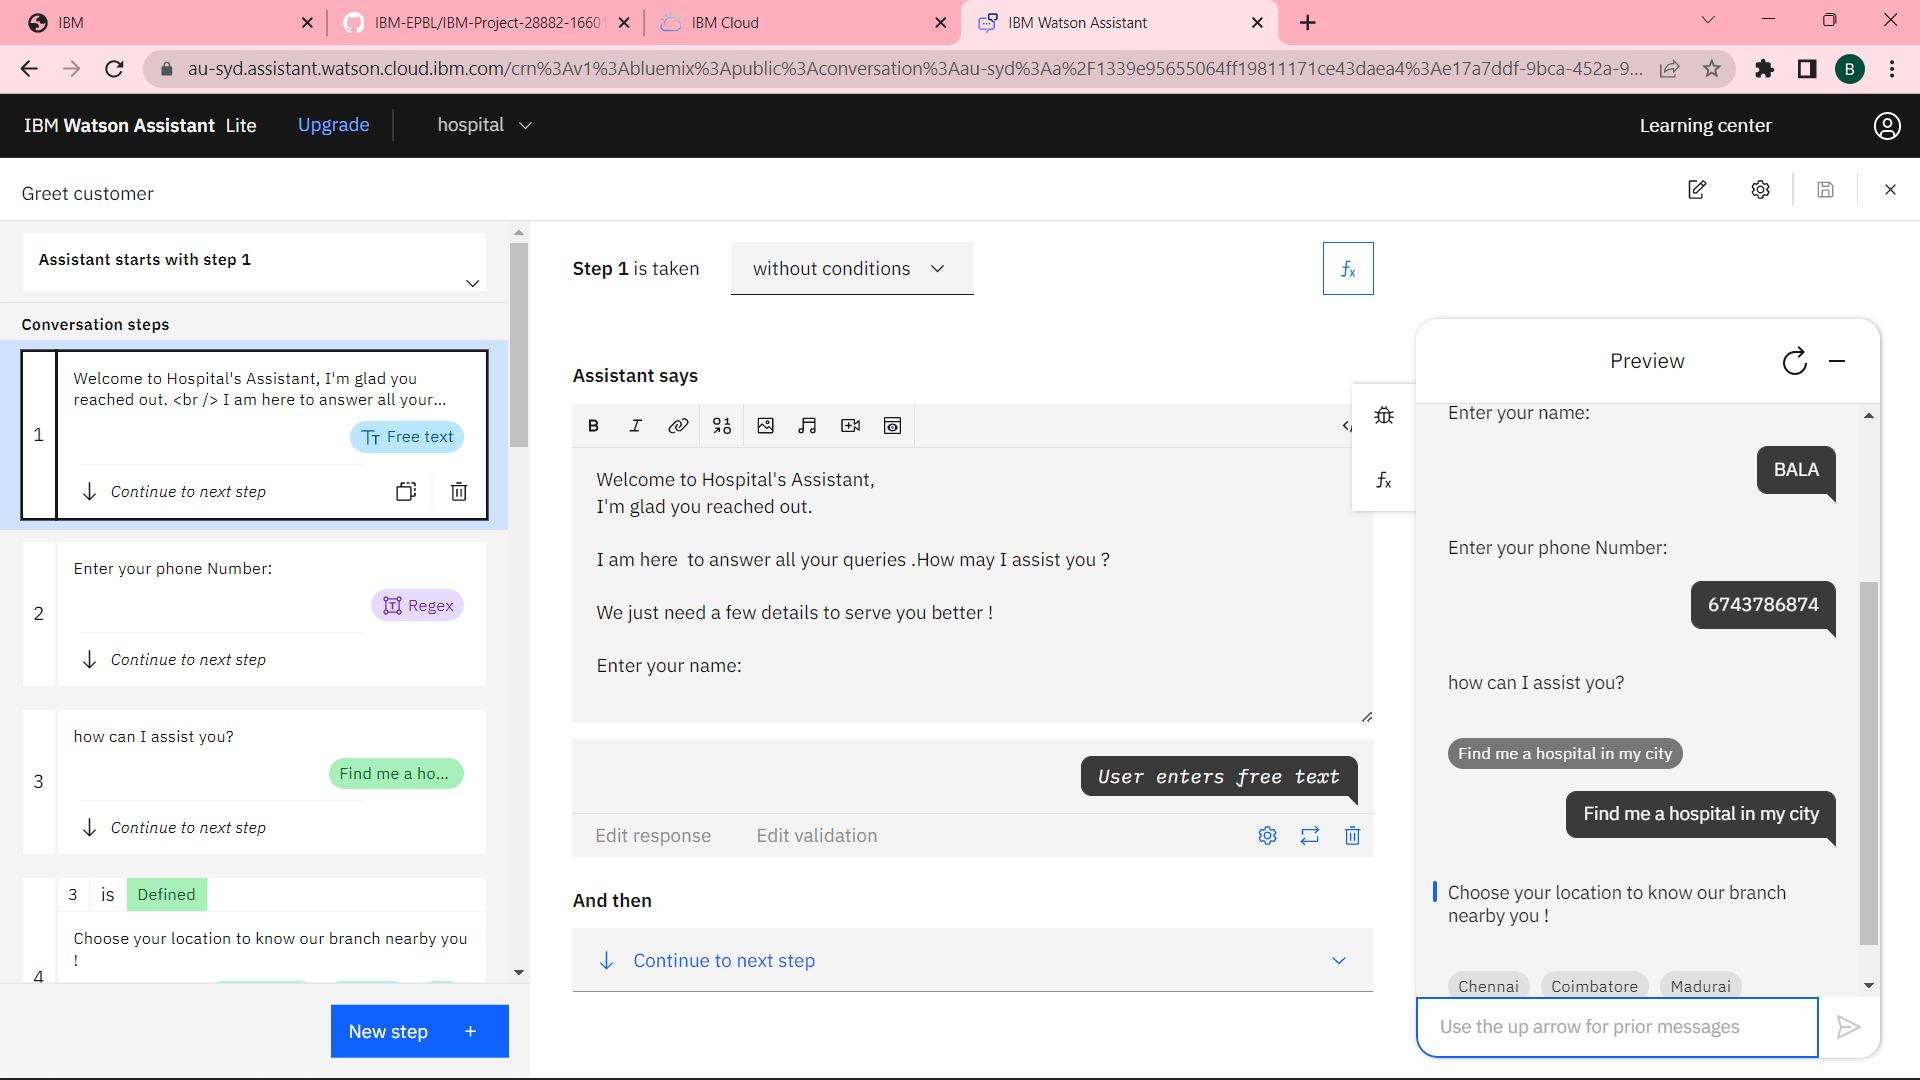 IBM
IBM-EPBL/IBM-Project-28882-16601
IBM Cloud
IBM Watson Assistant
au-syd.assistant.watson.cloud.ibm.com/crn%3Av1%3Abluemix%3Apublic%3Aconversation%3Aau-syd%3Aa%2F1339e95655064ff19811171ce43daea4%3Ae17a7ddf-9bca-452a-9...
B
IBM Watson Assistant Lite
Upgrade
hospital
Learning center
Greet customer
Assistant starts with step 1
Conversation steps
1
Welcome to Hospital's Assistant, I'm glad you
reached out. <br /> I am here to answer all your...
Free text
Continue to next step
2
Enter your phone Number:
Regex
Continue to next step
3
how can I assist you?
Find me a ho...
Continue to next step
3 is Defined
4
Choose your location to know our branch nearby you
!
New step +
Step 1 is taken
without conditions
fx
Assistant says
B I
</
Welcome to Hospital's Assistant,
I'm glad you reached out.
I am here  to answer all your queries .How may I assist you ?
We just need a few details to serve you better !
Enter your name:
User enters free text
Edit response
Edit validation
And then
Continue to next step
fx
Preview
Enter your name:
BALA
Enter your phone Number:
6743786874
how can I assist you?
Find me a hospital in my city
Find me a hospital in my city
Choose your location to know our branch
nearby you !
Chennai
Coimbatore
Madurai
Use the up arrow for prior messages